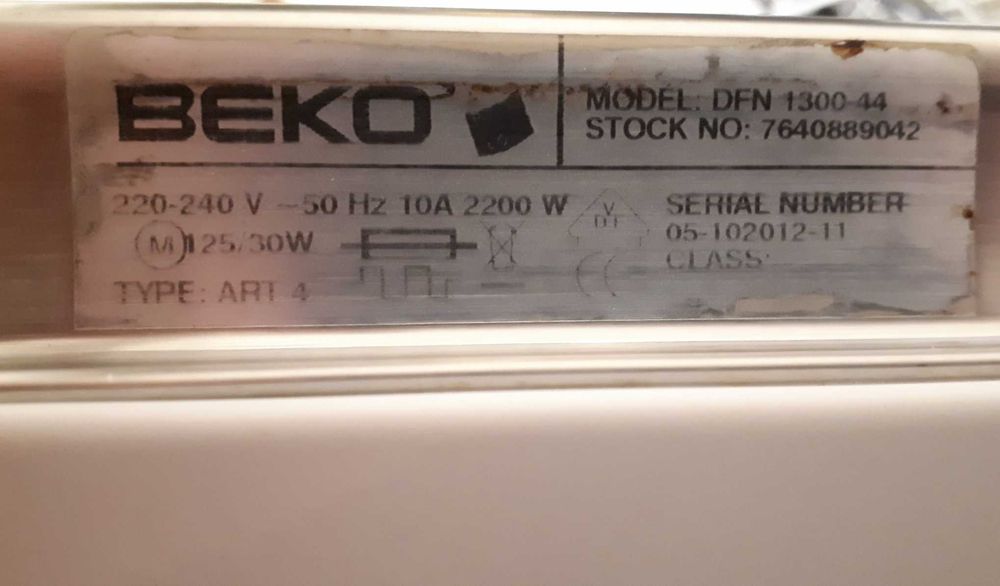 BEKO
MODEL: DFN 1300-44
STOCK NO: 7640889042
220-240 V ~50 Hz 10A 2200 W
M 125/30W
TYPE: ART 4
SERIAL NUMBER
05-102012-11
CLASS: